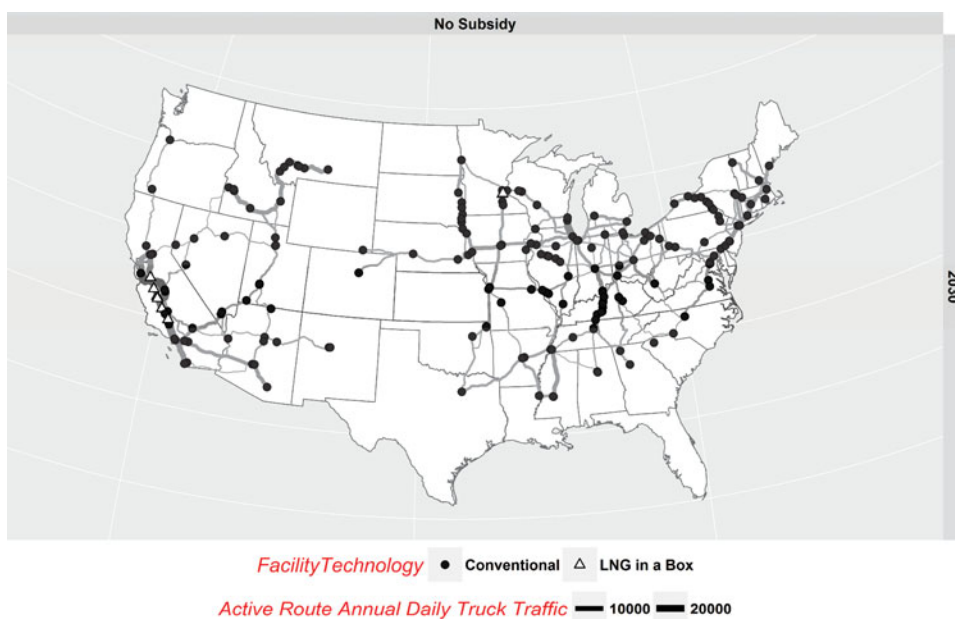 No Subsidy
2030
FacilityTechnology Conventional LNG in a Box
Active Route Annual Daily Truck Traffic 10000 20000